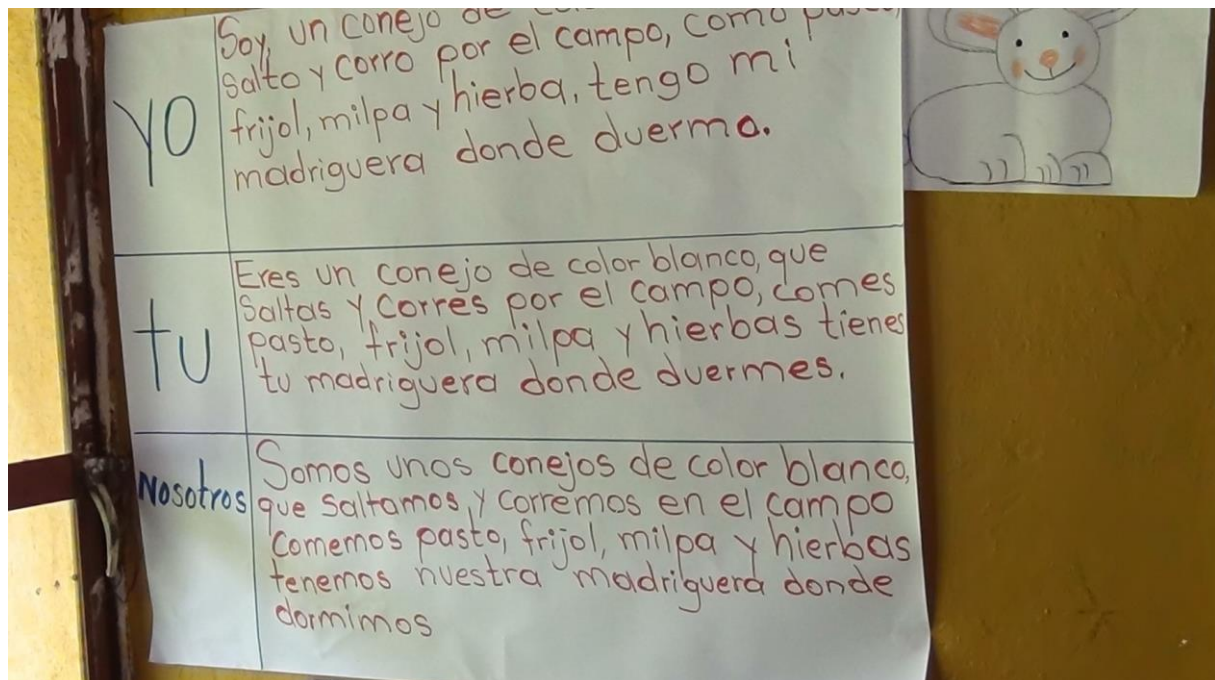 Soy, un conejo de
salto y corro por el campo, como
YO
frijol, milpa y hierba, tengo mi
madriguera donde duermo.
Eres un conejo de color blanco, que
saltas y corres por el campo, comes
tu
pasto, frijol, milpa y hierbas tienes
tu madriguera donde duermes.
Somos unos conejos de color blanco,
Nosotros
que saltamos, y corremos en el campo
comemos pasto, frijol, milpa y hierbas
tenemos nuestra madriguera donde
dormimos